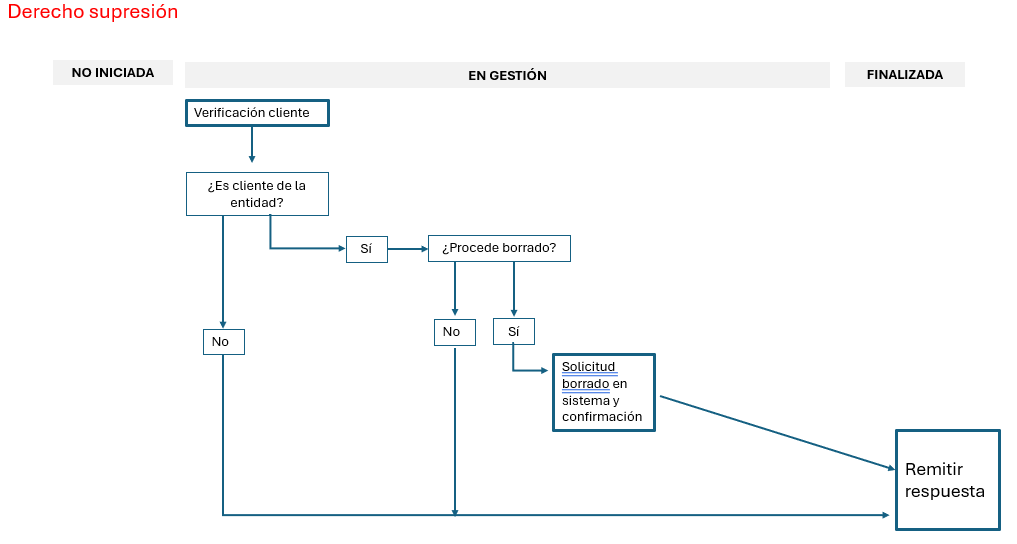 Derecho supresión
NO INICIADA
EN GESTIÓN
FINALIZADA
Verificación cliente
¿Es cliente de la
entidad?
Sí
¿Procede borrado?
No
No
Sí
Solicitud
borrado en
sistema y
confirmación
Remitir
respuesta